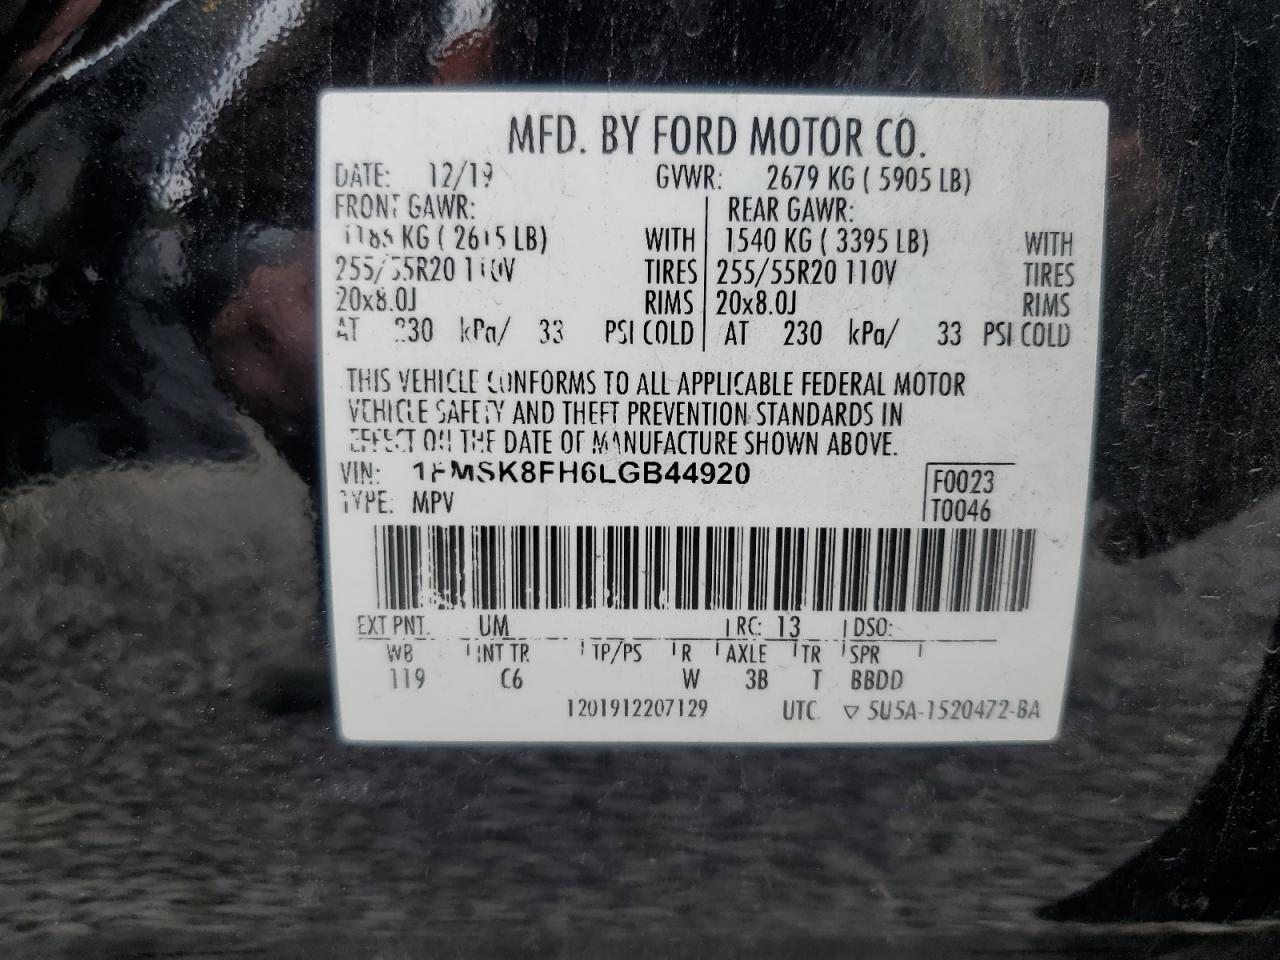 MFD. BY FORD MOTOR CO.
DATE: 12/19 GVWR: 2679 KG ( 5905 LB)
FRONT GAWR: REAR GAWR:
1185 KG ( 2615 LB) WITH 1540 KG ( 3395 LB) WITH
255/55R20 110V TIRES 255/55R20 110V TIRES
20x8.0J RIMS 20x8.0J RIMS
AT 230 kPa/ 33 PSI COLD AT 230 kPa/ 33 PSI COLD
THIS VEHICLE CONFORMS TO ALL APPLICABLE FEDERAL MOTOR
VEHICLE SAFETY AND THEFT PREVENTION STANDARDS IN
EFFECT ON THE DATE OF MANUFACTURE SHOWN ABOVE.
VIN: 1FMSK8FH6LGB44920 F0023
TYPE: MPV T0046
EXT PNT. UM RC: 13 DSO:
WB INT TR TP/PS R AXLE TR SPR
119 C6 W 3B T BBDD
1201912207129 UTC ▽ 5U5A-1520472-BA